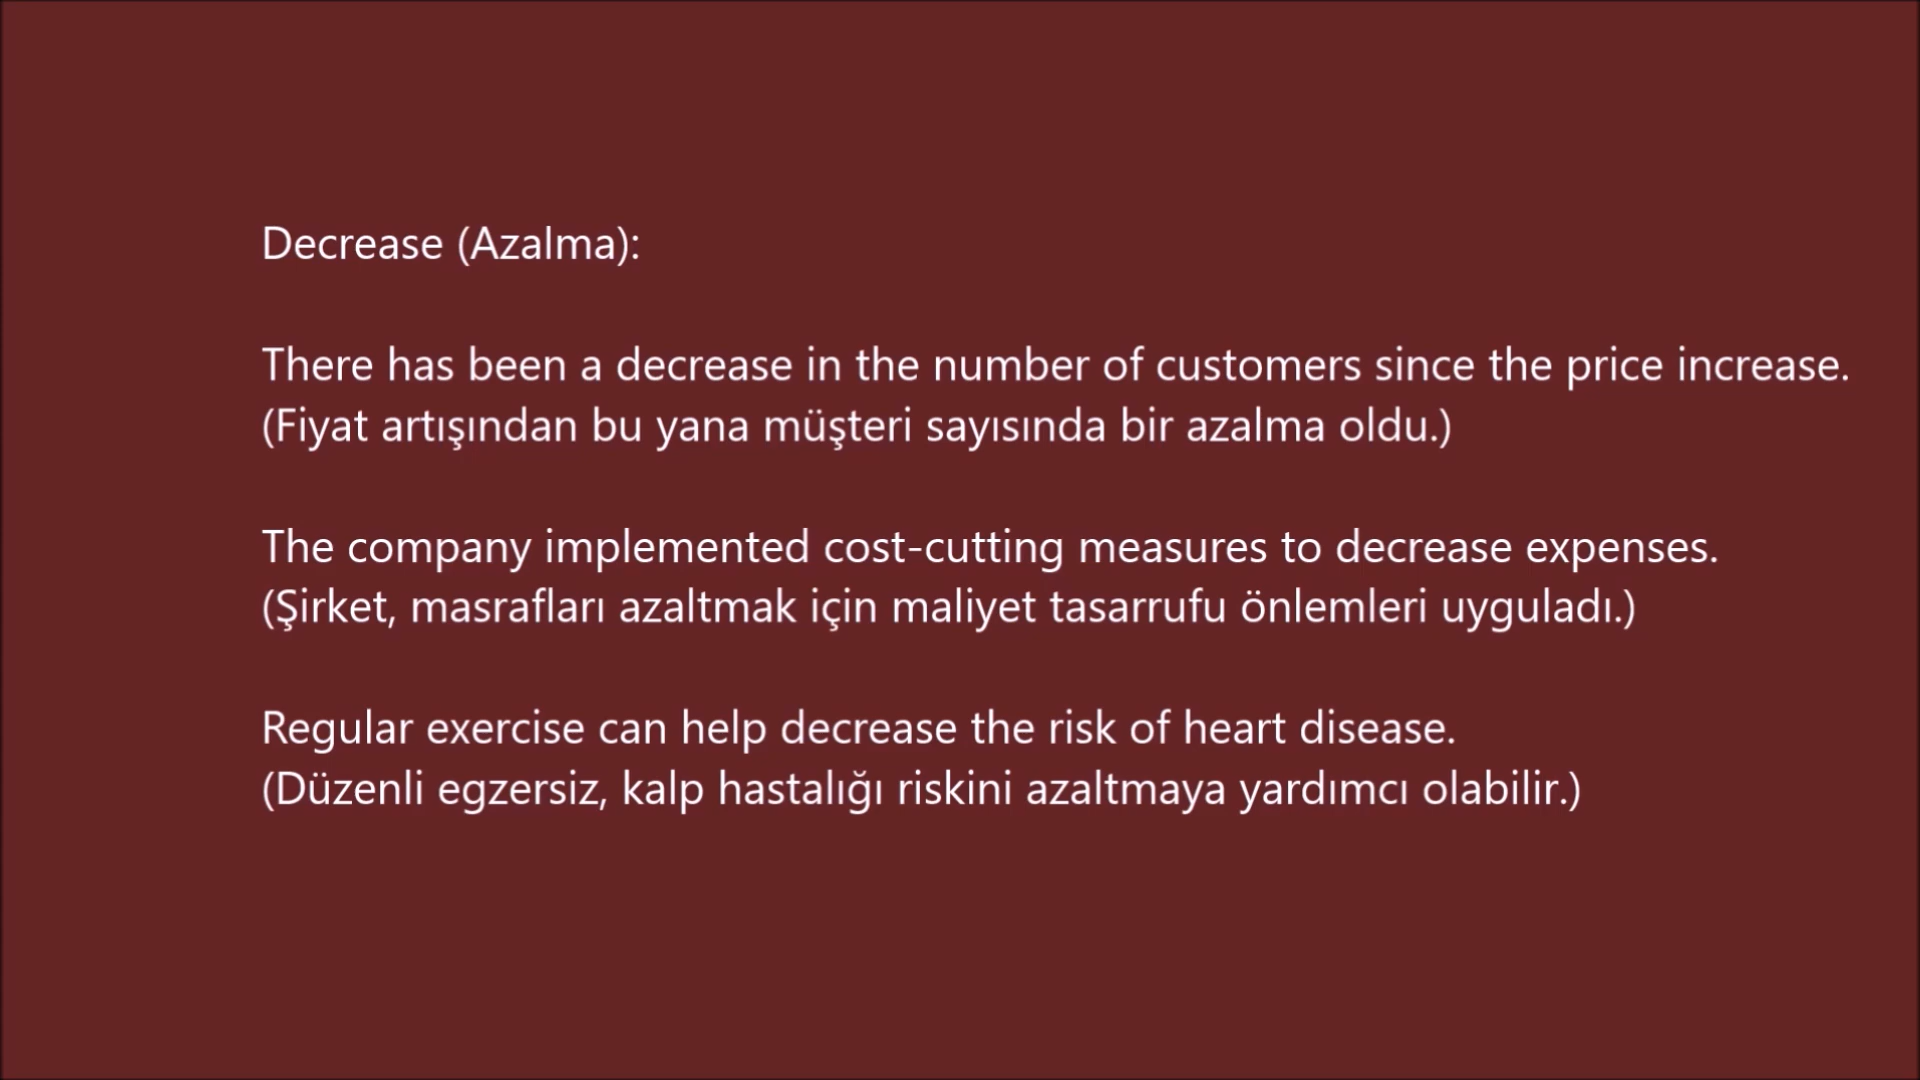 Decrease (Azalma):
There has been a decrease in the number of customers since the price increase.
(Fiyat artışından bu yana müşteri sayısında bir azalma oldu.)
The company implemented cost-cutting measures to decrease expenses.
(Şirket, masrafları azaltmak için maliyet tasarrufu önlemleri uyguladı.)
Regular exercise can help decrease the risk of heart disease.
(Düzenli egzersiz, kalp hastalığı riskini azaltmaya yardımcı olabilir.)